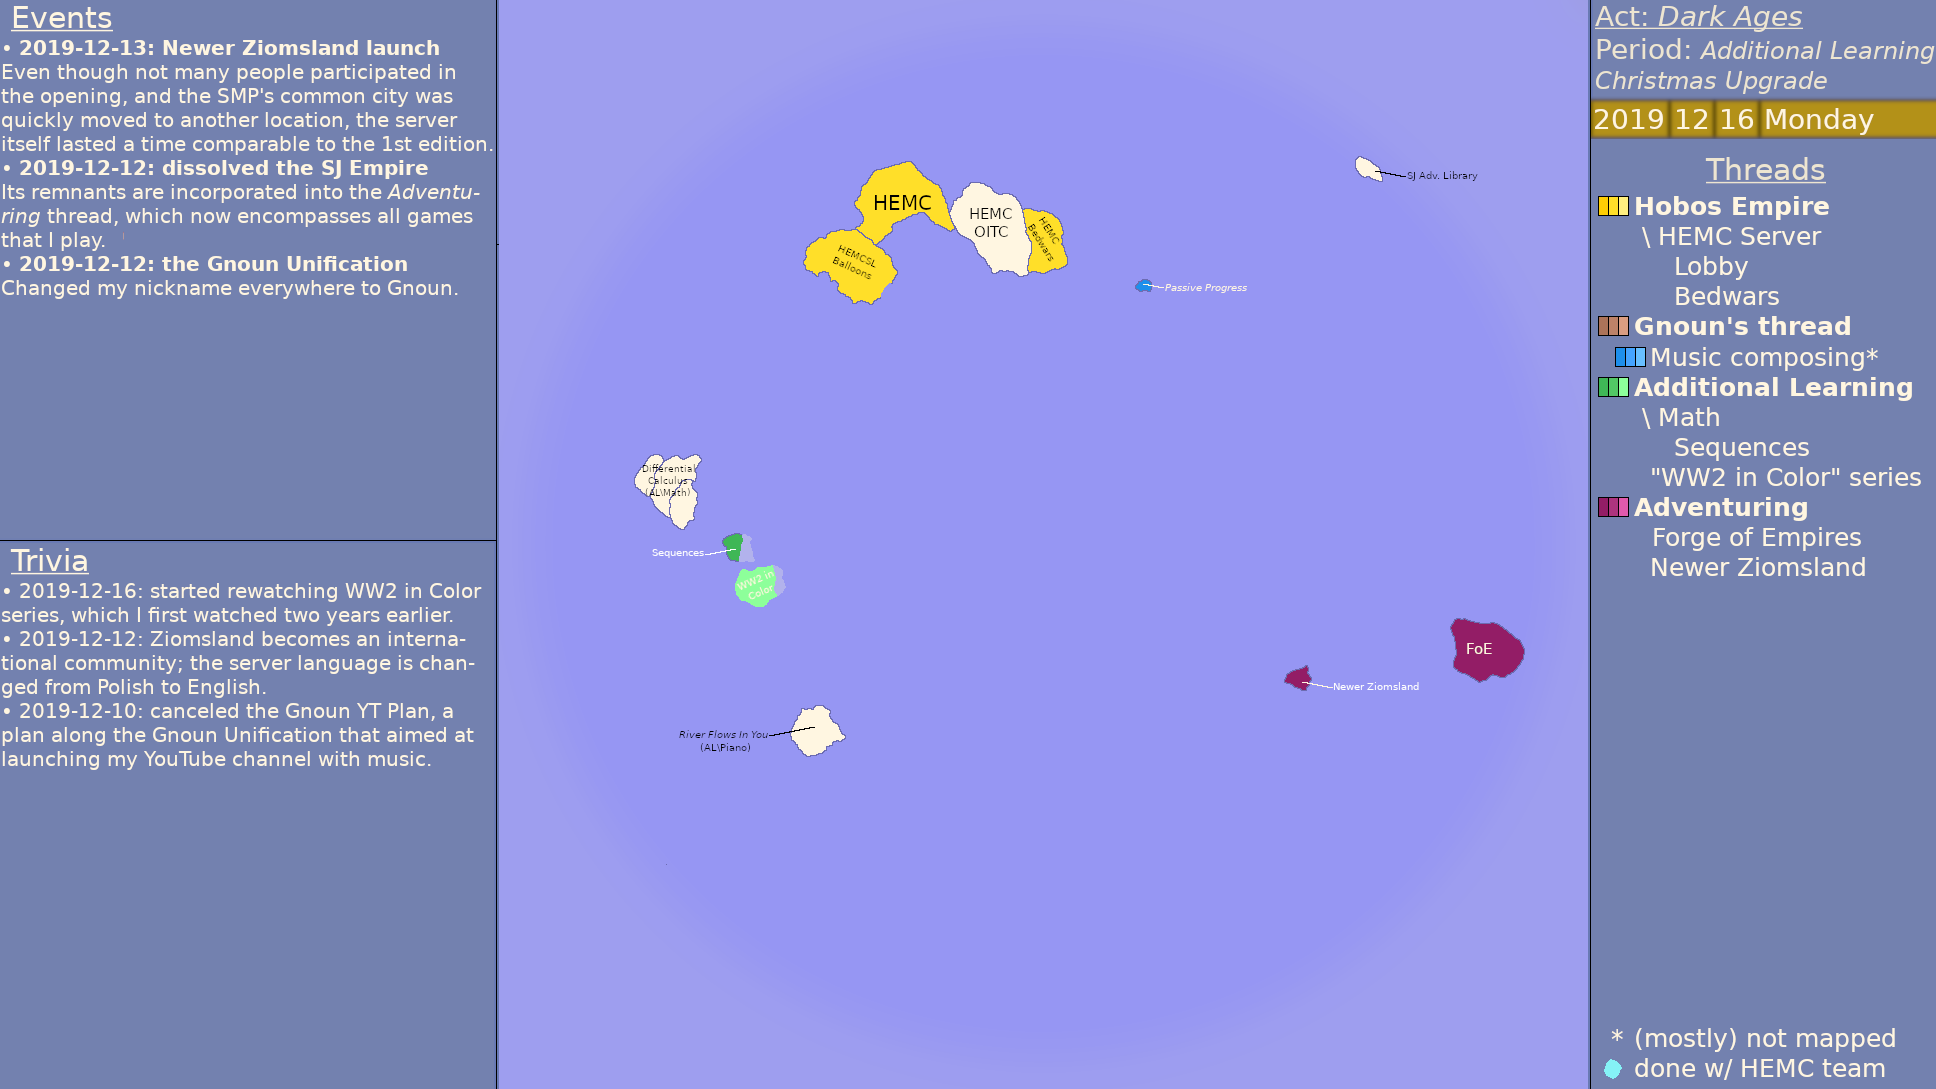 Events
• 2019-12-13: Newer Ziomsland launch
Even though not many people participated in
the opening, and the SMP's common city was
quickly moved to another location, the server
itself lasted a time comparable to the 1st edition.
• 2019-12-12: dissolved the SJ Empire
Its remnants are incorporated into the Adventu-
ring thread, which now encompasses all games
that I play.
• 2019-12-12: the Gnoun Unification
Changed my nickname everywhere to Gnoun.
Trivia
• 2019-12-16: started rewatching WW2 in Color
series, which I first watched two years earlier.
• 2019-12-12: Ziomsland becomes an interna-
tional community; the server language is chan-
ged from Polish to English.
• 2019-12-10: canceled the Gnoun YT Plan, a
plan along the Gnoun Unification that aimed at
launching my YouTube channel with music.
HEMC
HEMCSL
Balloons
HEMC
OITC
HEMC
Bedwars
SJ Adv. Library
Passive Progress
Differential
Calculus
(AL\Math)
Sequences
WW2 in
Color
River Flows In You
(AL\Piano)
Newer Ziomsland
FoE
Act: Dark Ages
Period: Additional Learning
Christmas Upgrade
2019 12 16 Monday
Threads
Hobos Empire
\ HEMC Server
Lobby
Bedwars
Gnoun's thread
Music composing*
Additional Learning
\ Math
Sequences
"WW2 in Color" series
Adventuring
Forge of Empires
Newer Ziomsland
* (mostly) not mapped
done w/ HEMC team